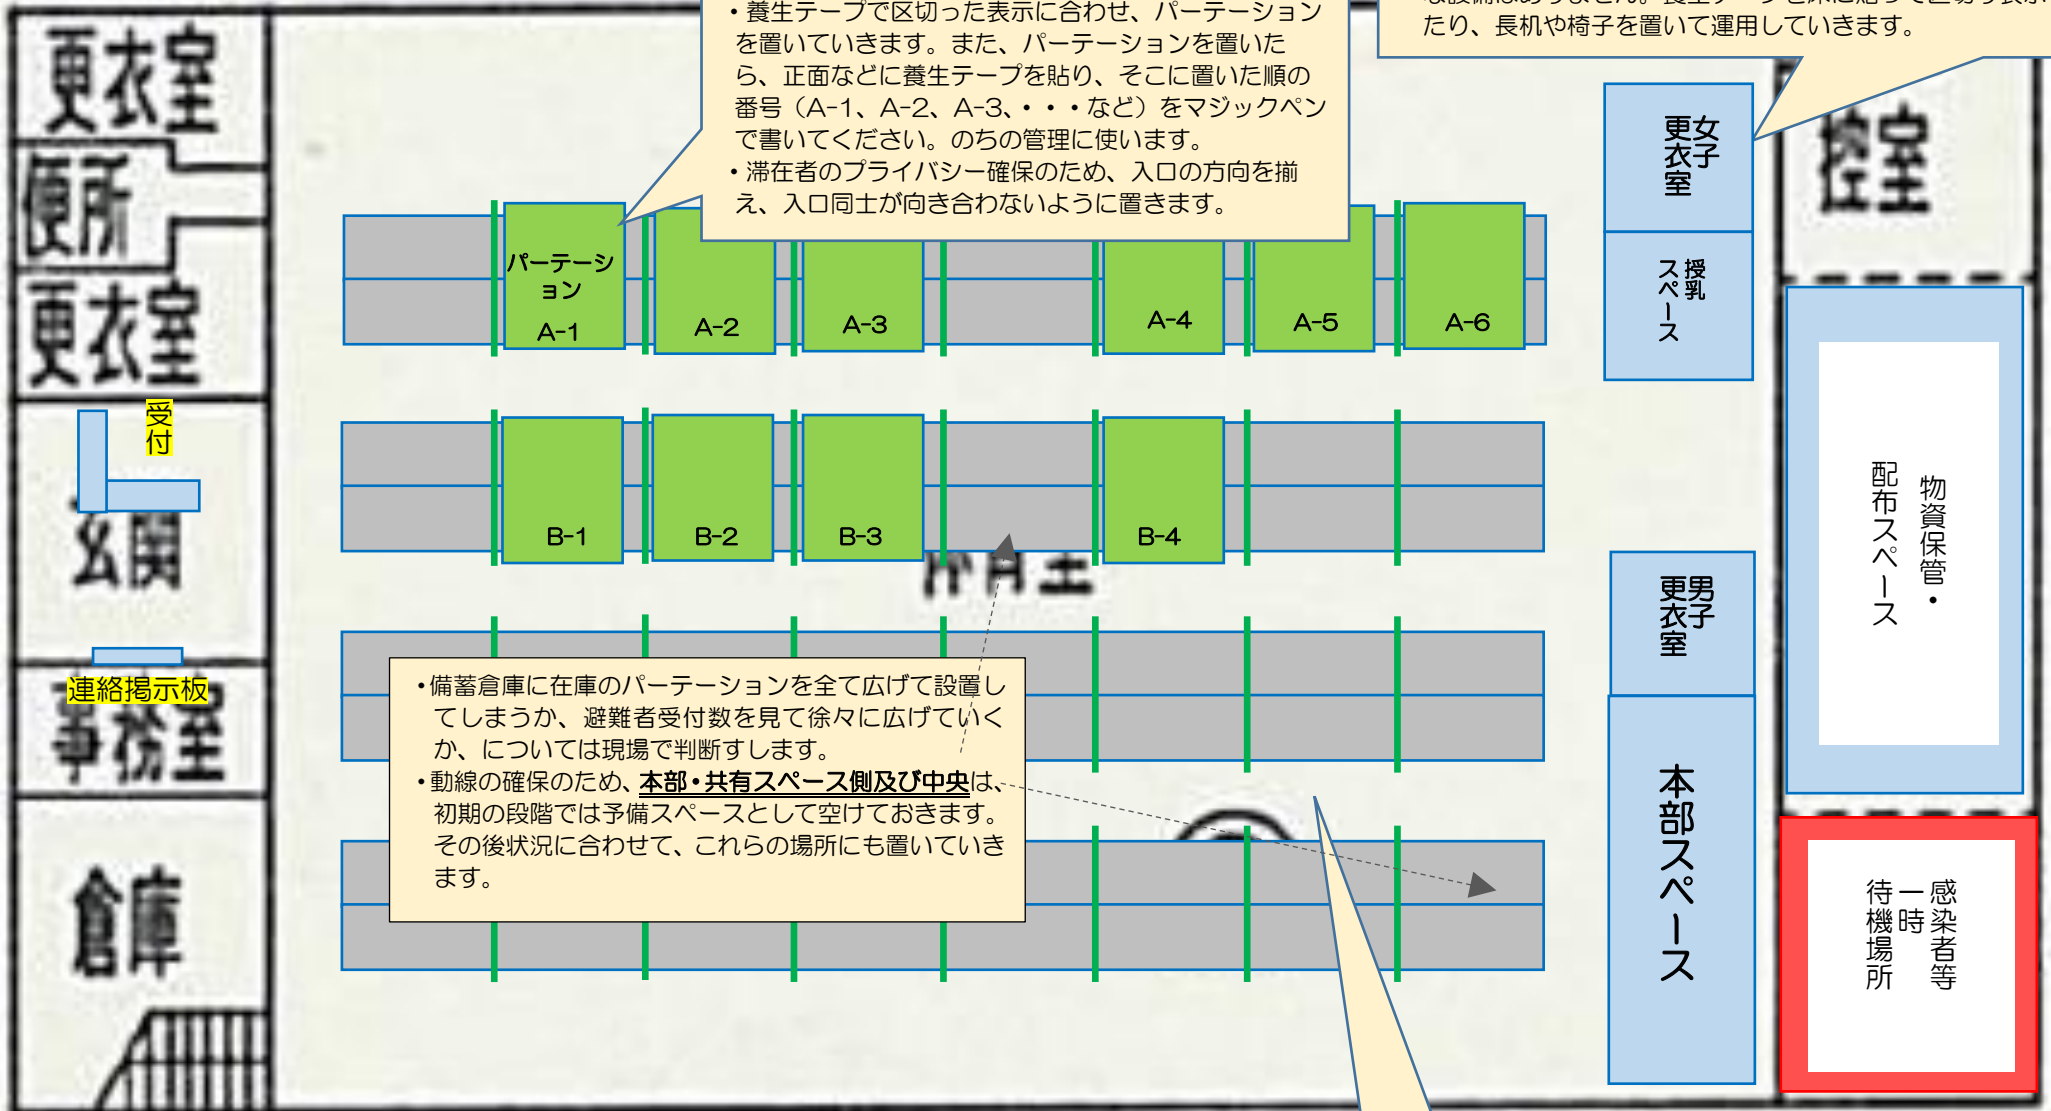 ・養生テープで区切った表示に合わせ、パーテーション
を置いていきます。また、パーテーションを置いた
ら、正面などに養生テープを貼り、そこに置いた順の
番号（A-1、A-2、A-3、・・・など）をマジックペン
で書いてください。のちの管理に使います。
・滞在者のプライバシー確保のため、入口の方向を揃
え、入口同士が向き合わないように置きます。
たり、長机や椅子を置いて運用していきます。
更衣室
便所
更衣室
受付
玄関
連絡掲示板
事務室
倉庫
パーテーシ
ョン
A-1
A-2
A-3
A-4
A-5
A-6
B-1
B-2
B-3
B-4
・備蓄倉庫に在庫のパーテーションを全て広げて設置し
てしまうか、避難者受付数を見て徐々に広げていく
か、については現場で判断すします。
・動線の確保のため、本部・共有スペース側及び中央は、
初期の段階では予備スペースとして空けておきます。
その後状況に合わせて、これらの場所にも置いていき
ます。
女子
更衣室
授乳
スペース
男子
更衣室
本部スペース
控室
物資保管・
配布スペース
感染者等
一時
待機場所